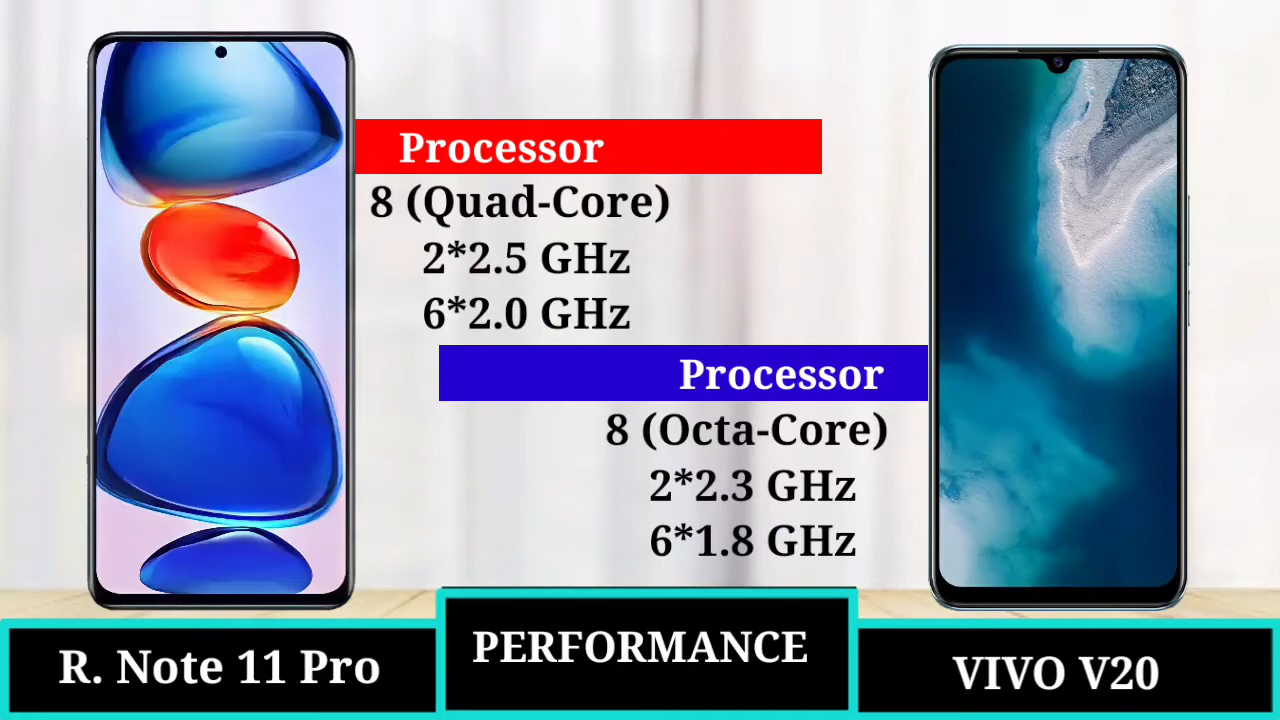 Processor
8 (Quad-Core)
2*2.5 GHz
6*2.0 GHz
Processor
8 (Octa-Core)
2*2.3 GHz
6*1.8 GHz
R. Note 11 Pro
PERFORMANCE
VIVO V20